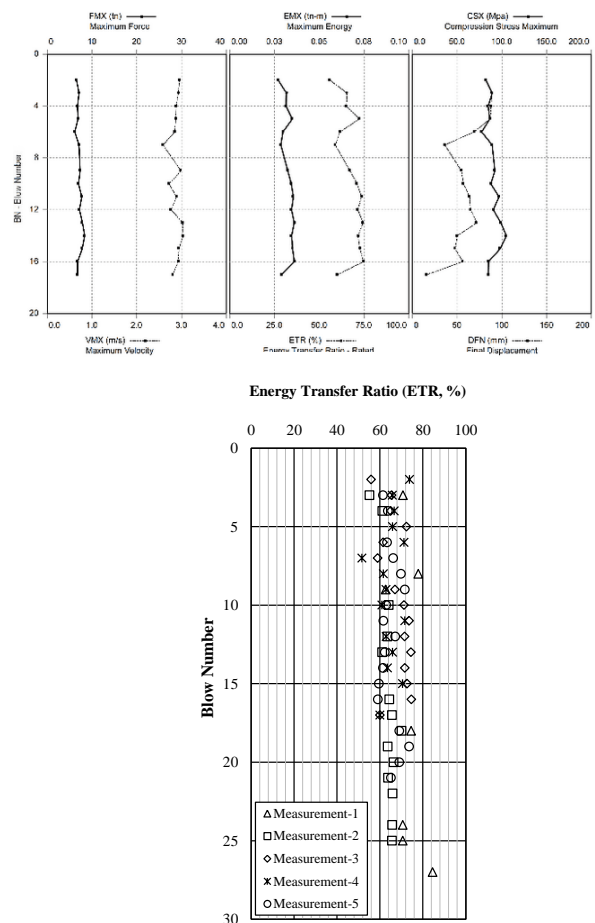 FMX (tn)
Maximum Force
EMX (tn-m)
Maximum Energy
CSX (Mpa)
Compression Stress Maximum
0 10 20 30 40
0.00 0.03 0.05 0.08 0.10
0.0 50.0 100.0 150.0 200.0
0
4
8
12
16
20
BN - Blow Number
0.0 1.0 2.0 3.0 4.0
0.00 25.0 50.0 75.0 100.0
0 50 100 150 200
VMX (m/s)
Maximum Velocity
ETR (%)
Energy Transfer Ratio - Rated
DFN (mm)
Final Displacement
Energy Transfer Ratio (ETR, %)
0 20 40 60 80 100
0
5
10
15
20
25
30
Blow Number
Measurement-1
Measurement-2
Measurement-3
Measurement-4
Measurement-5